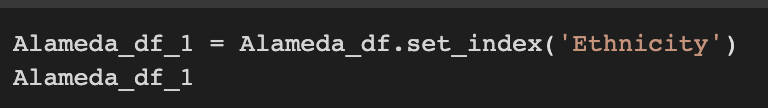 Alameda_df_1 = Alameda_df.set_index('Ethnicity')
Alameda_df_1